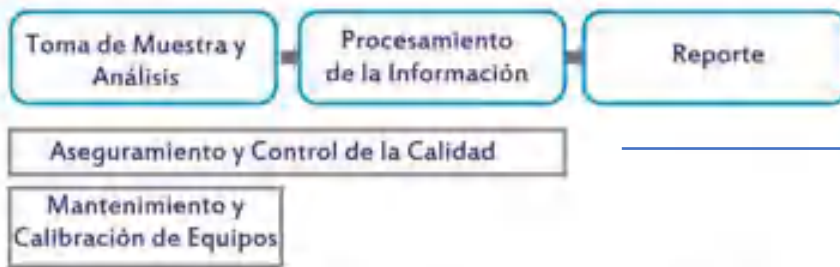 Toma de Muestra y
Análisis
Procesamiento
de la Información
Reporte
Aseguramiento y Control de la Calidad
Mantenimiento y
Calibración de Equipos